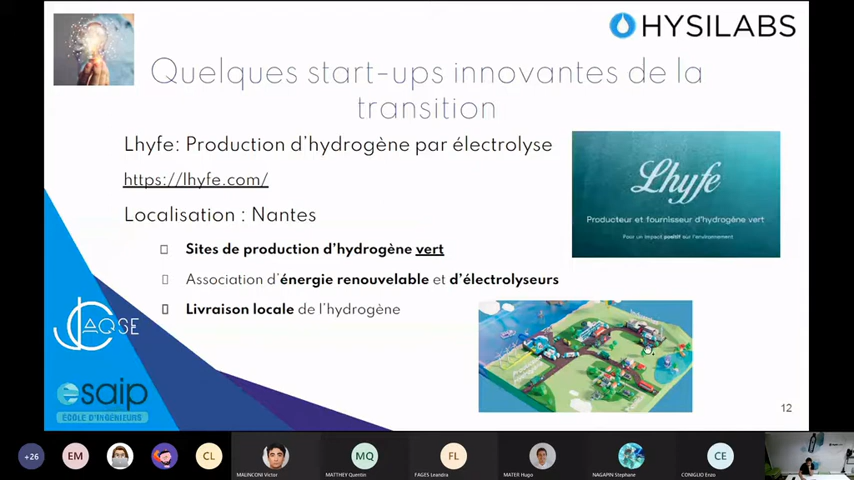 HYSILABS
Quelques start-ups innovantes de la
transition
Lhyfe: Production d'hydrogène par électrolyse
https://lhyfe.com/
Localisation : Nantes
Sites de production d'hydrogène vert
Association d'énergie renouvelable et d'électrolyseurs
Livraison locale de l'hydrogène
Lhyfe
Producteur et fournisseur d'hydrogène vert
Pour un impact positif sur l'environnement
JC AQSE
esaip
ECOLE D'INGÉNIEURS
12
+26
EM
CL
MQ
FL
CE
MALINCONI Victor
MATTHEY Quentin
FAGES Leandra
MATER Hugo
NAGAPIN Stephane
CONIGLIO Enzo